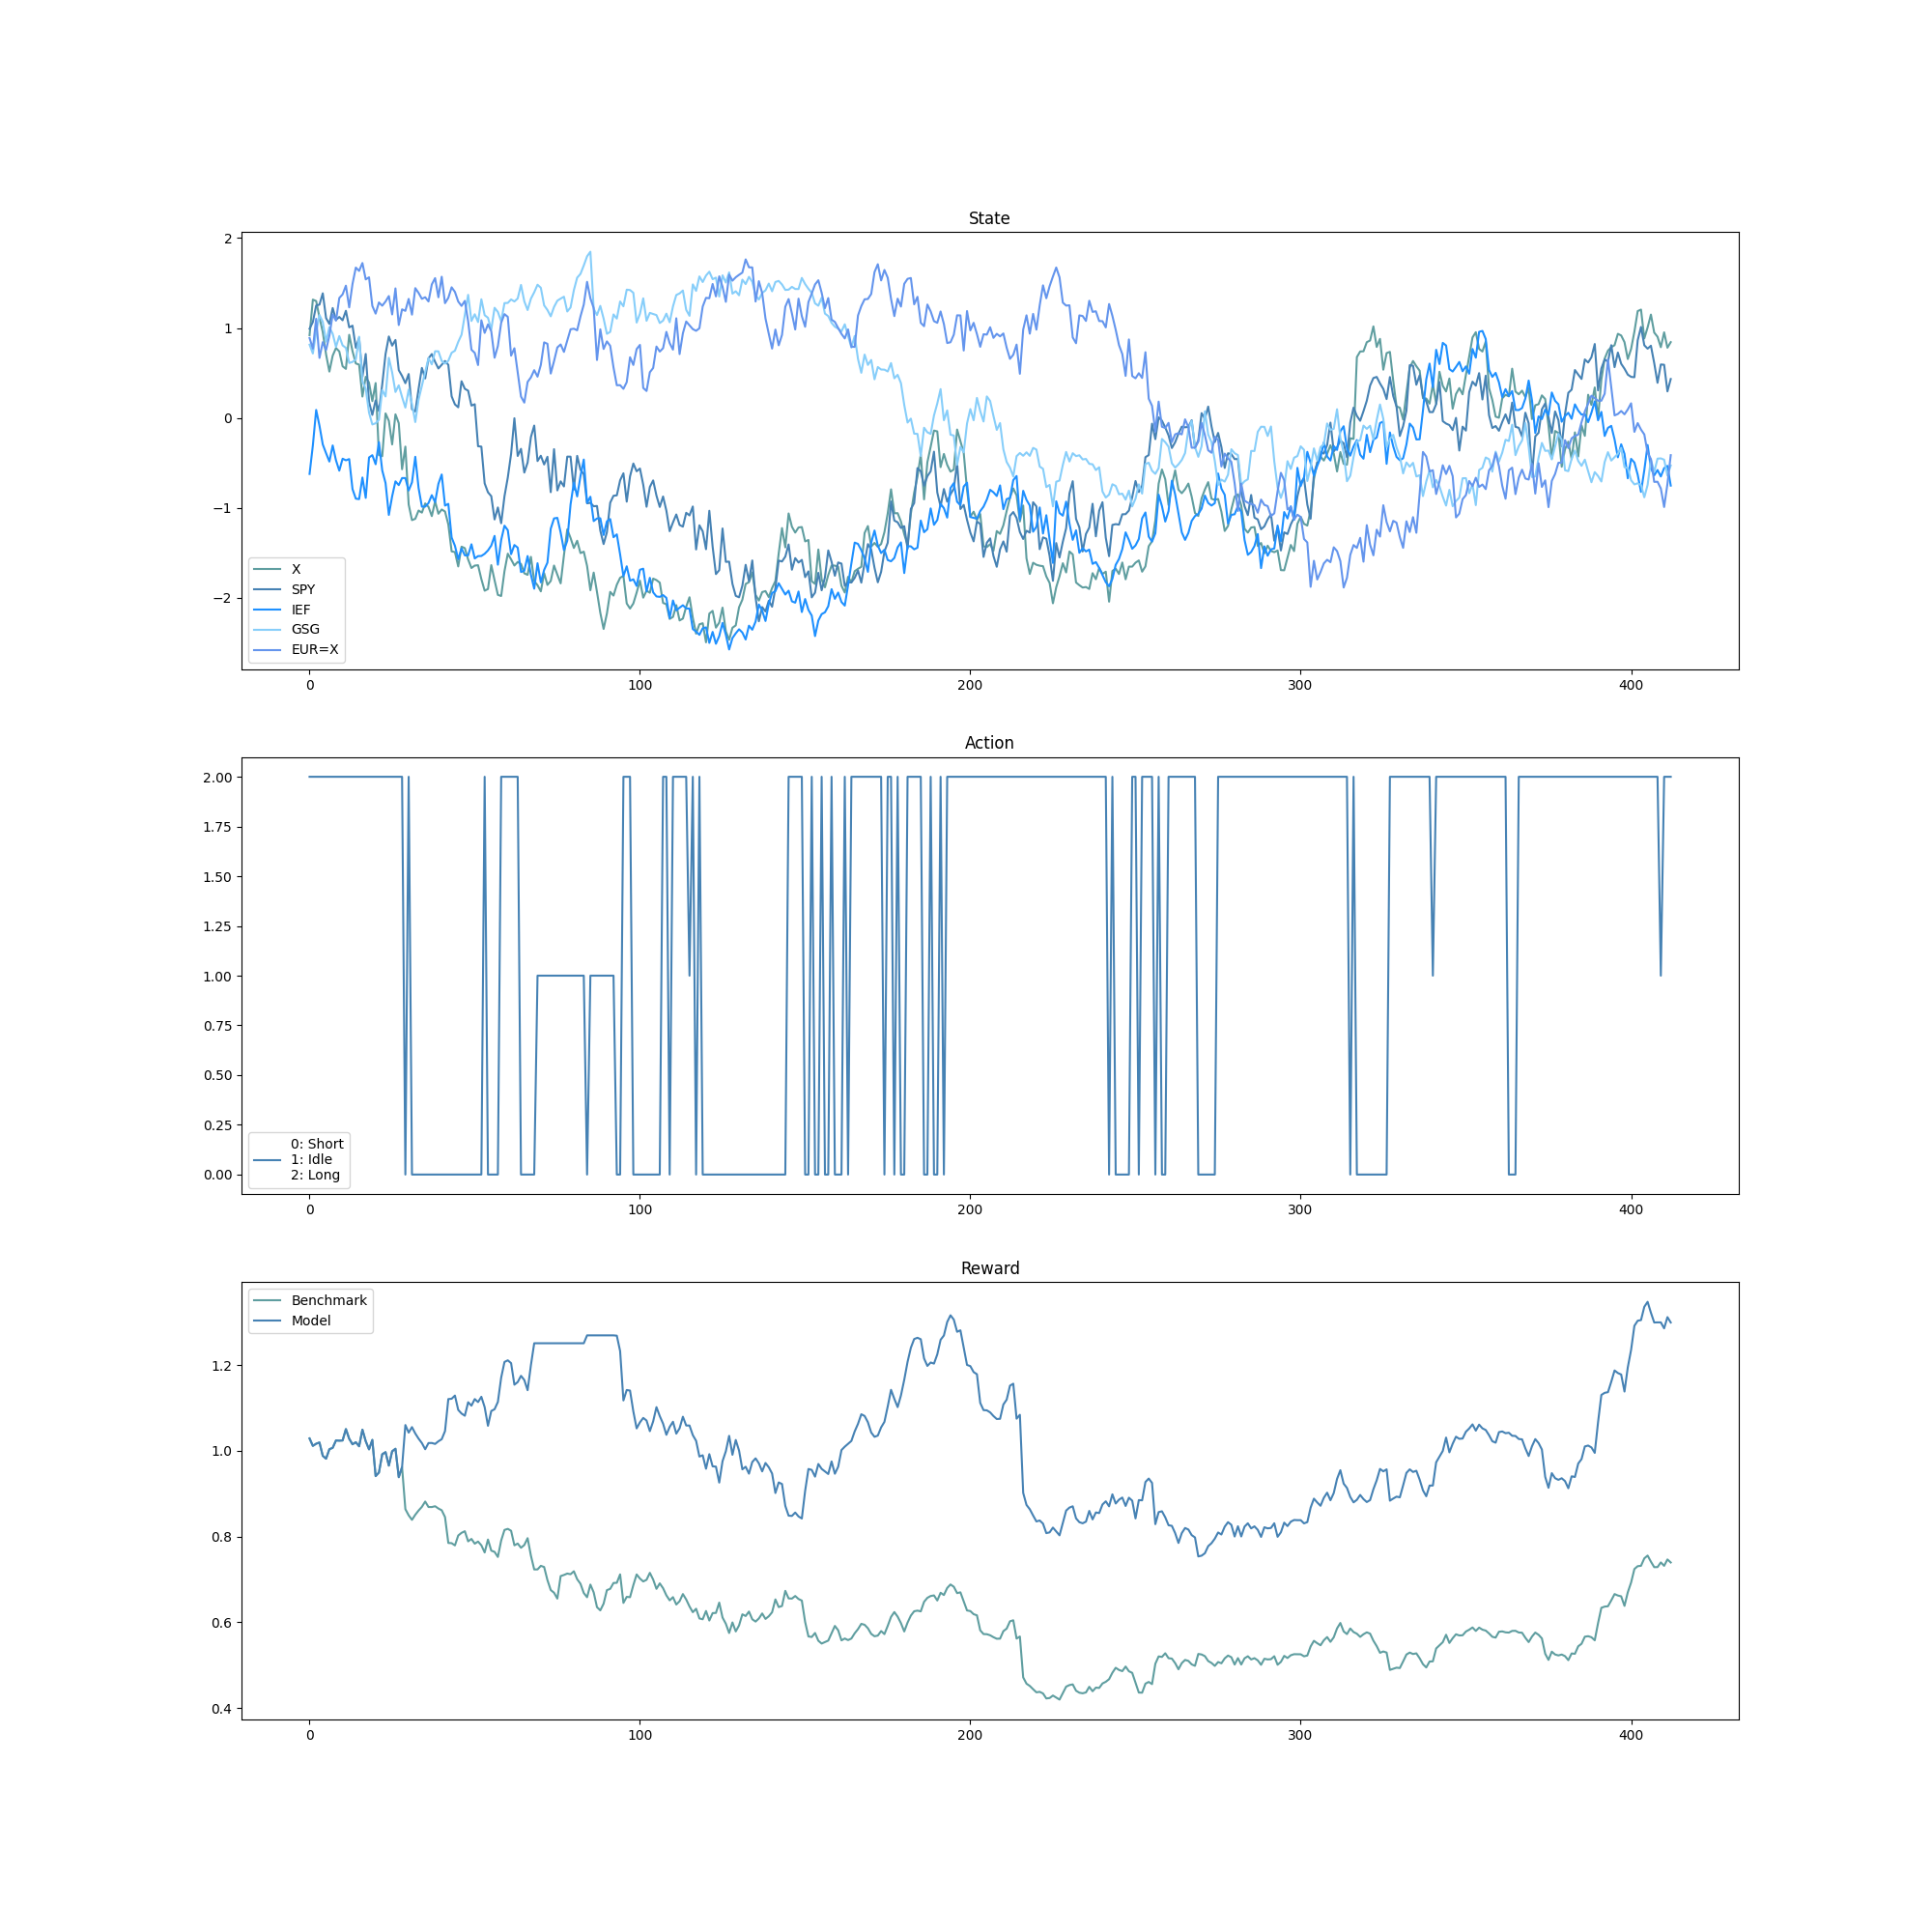 State
2
1
0
−1
−2
X
SPY
IEF
GSG
EUR=X
0 100 200 300 400
Action
2.00
1.75
1.50
1.25
1.00
0.75
0.50
0.25
0.00
0: Short
1: Idle
2: Long
0 100 200 300 400
Reward
Benchmark
Model
1.2
1.0
0.8
0.6
0.4
0 100 200 300 400